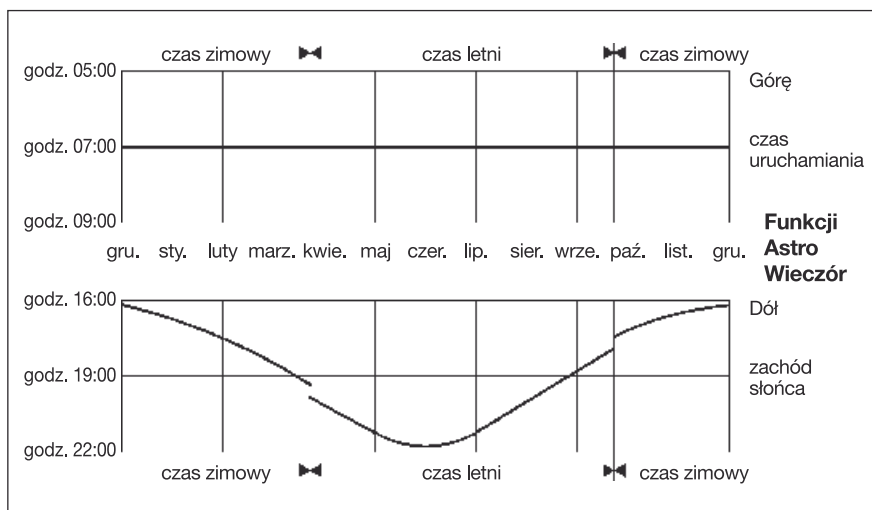 czas zimowy czas letni czas zimowy
godz. 05:00 Górę
godz. 07:00 czas
uruchamiania
godz. 09:00
Funkcji
Astro
Wieczór
gru. sty. luty marz. kwie. maj czer. lip. sier. wrze. paź. list. gru.
godz. 16:00 Dół
godz. 19:00 zachód
słońca
godz. 22:00
czas zimowy czas letni czas zimowy